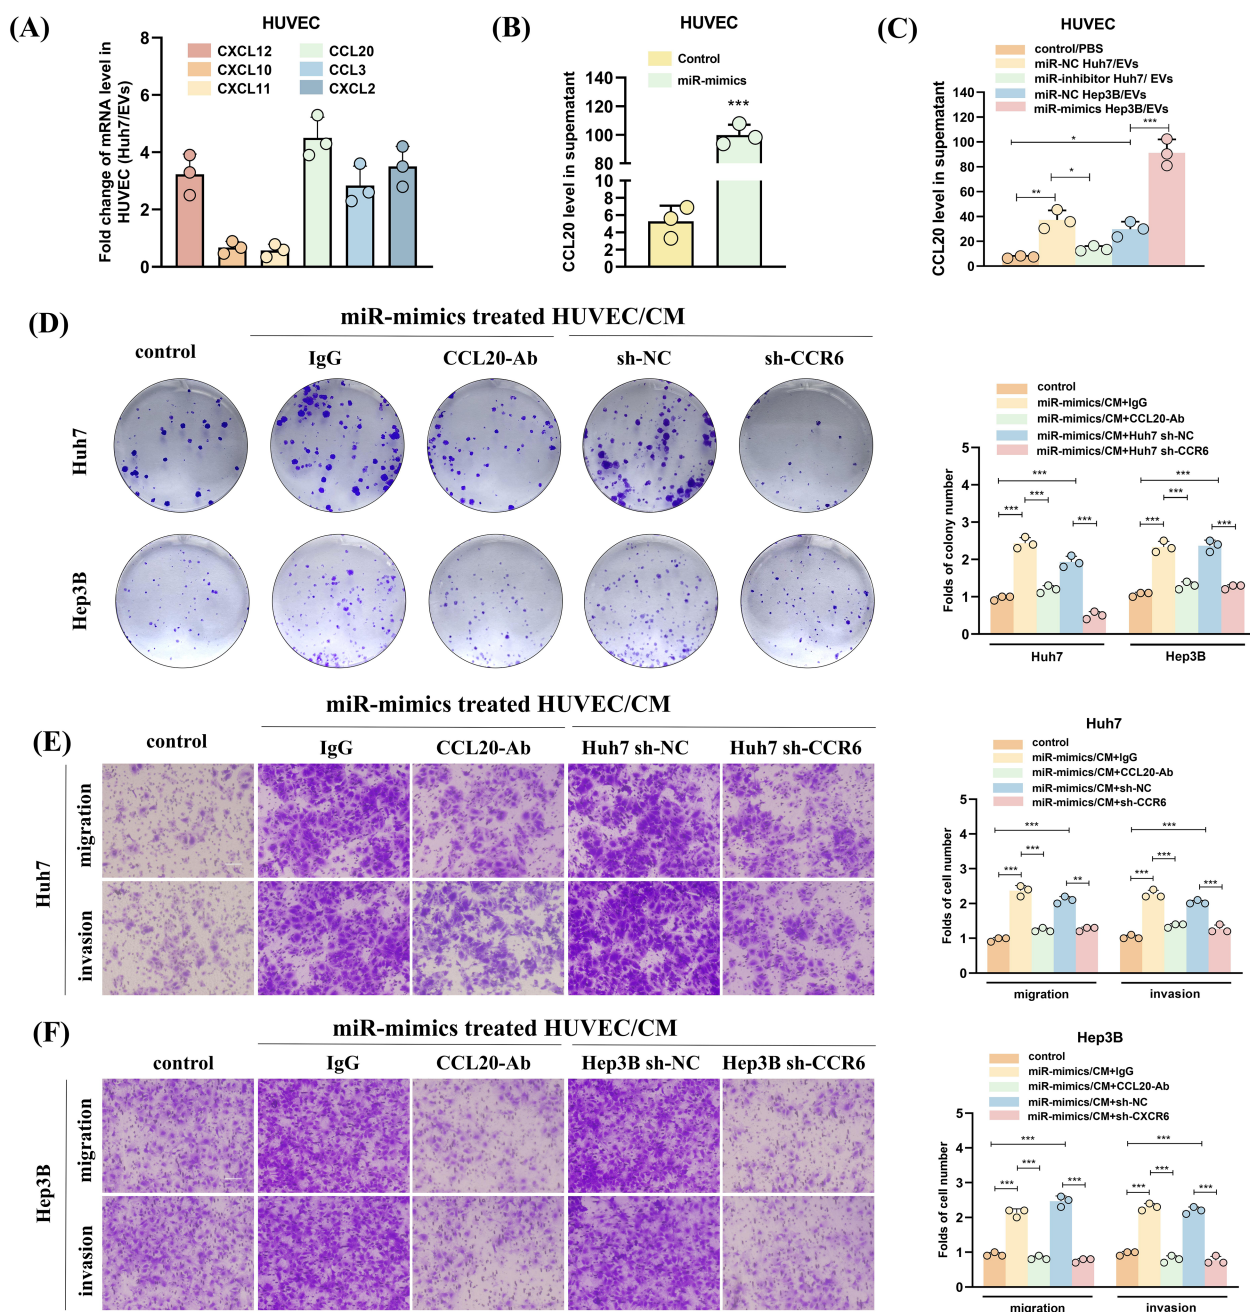 (A)
HUVEC
Fold change of mRNA level in
HUVEC (Huh7/EVs)
8
6
4
2
0
CXCL12
CXCL10
CXCL11
CCL20
CCL3
CXCL2
(B)
HUVEC
Control
miR-mimics
CCL20 level in supematant
140
120
100
80
10
8
6
4
2
0
***
(C)
HUVEC
control/PBS
miR-NC Huh7/EVs
miR-inhibitor Huh7/ EVs
miR-NC Hep3B/EVs
miR-mimics Hep3B/EVs
CCL20 level in supernatant
140
120
100
80
60
40
20
0
**
*
*
***
(D)
miR-mimics treated HUVEC/CM
control
IgG
CCL20-Ab
sh-NC
sh-CCR6
Huh7
Hep3B
control
miR-mimics/CM+IgG
miR-mimics/CM+CCL20-Ab
miR-mimics/CM+Huh7 sh-NC
miR-mimics/CM+Huh7 sh-CCR6
Folds of colony number
5
4
3
2
1
0
***
***
***
***
***
***
***
***
Huh7
Hep3B
(E)
miR-mimics treated HUVEC/CM
control
IgG
CCL20-Ab
Huh7 sh-NC
Huh7 sh-CCR6
Huh7
migration
invasion
Huh7
control
miR-mimics/CM+IgG
miR-mimics/CM+CCL20-Ab
miR-mimics/CM+sh-NC
miR-mimics/CM+sh-CCR6
Folds of cell number
5
4
3
2
1
0
***
***
***
**
***
***
***
***
migration
invasion
(F)
miR-mimics treated HUVEC/CM
control
IgG
CCL20-Ab
Hep3B sh-NC
Hep3B sh-CCR6
Hep3B
migration
invasion
Hep3B
control
miR-mimics/CM+IgG
miR-mimics/CM+CCL20-Ab
miR-mimics/CM+sh-NC
miR-mimics/CM+sh-CXCR6
Folds of cell number
5
4
3
2
1
0
***
***
***
***
***
***
***
***
migration
invasion